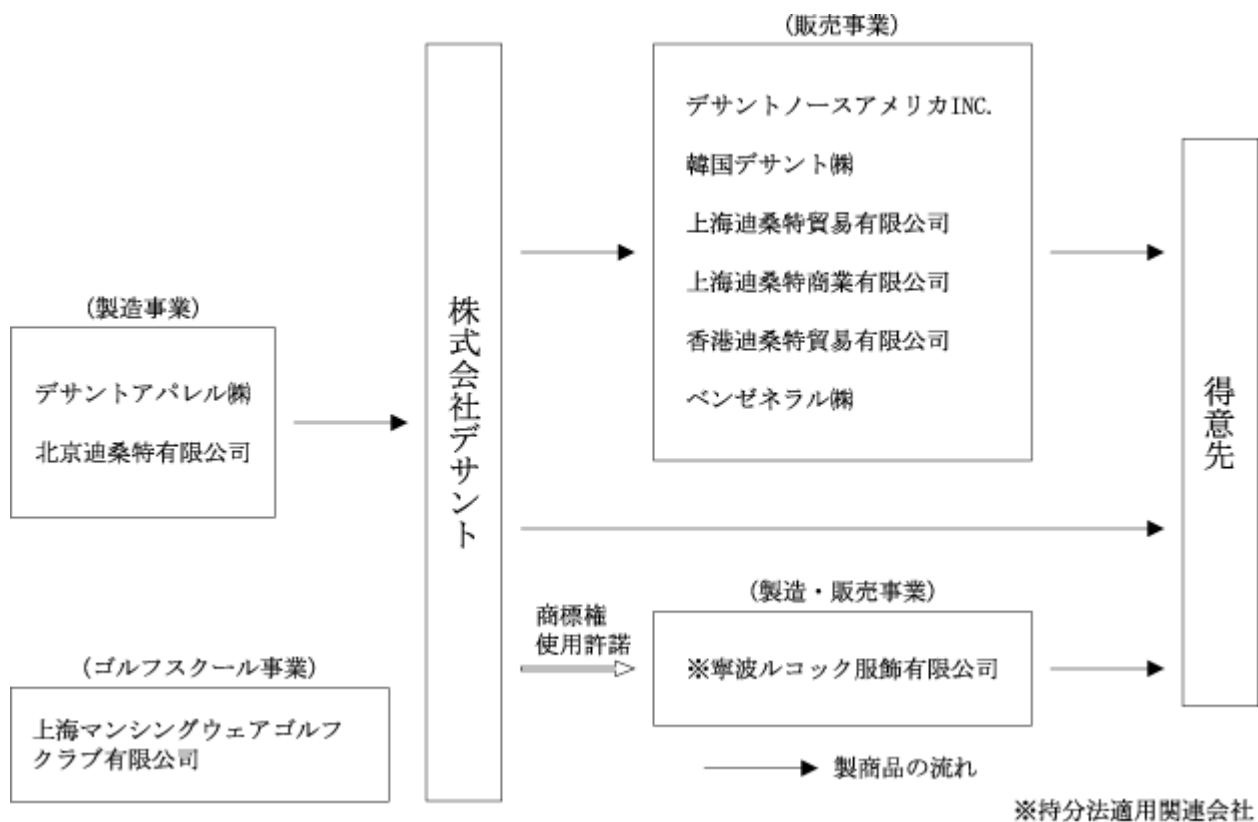 (販売事業)
デサントノースアメリカINC.
韓国デサント㈱
上海迪桑特貿易有限公司
上海迪桑特商業有限公司
香港迪桑特貿易有限公司
ベンゼネラル㈱
(製造事業)
デサントアパレル㈱
北京迪桑特有限公司
株式会社デサント
得意先
(製造・販売事業)
商標権
使用許諾
※寧波ルコック服飾有限公司
(ゴルフスクール事業)
上海マンシングウェアゴルフ
クラブ有限公司
製商品の流れ
※持分法適用関連会社